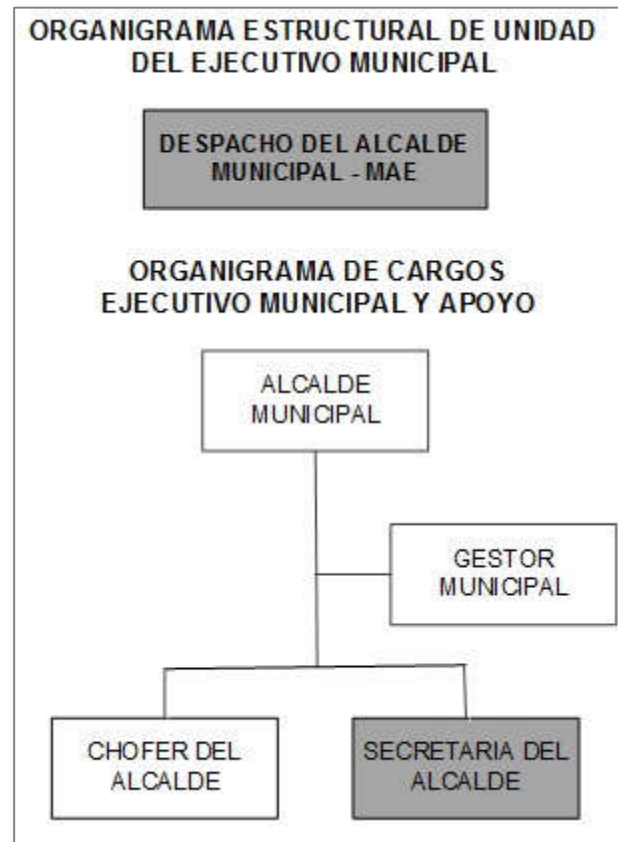 ORGANIGRAMA ESTRUCTURAL DE UNIDAD
DEL EJECUTIVO MUNICIPAL
DESPACHO DEL ALCALDE
MUNICIPAL - MAE
ORGANIGRAMA DE CARGOS
EJECUTIVO MUNICIPAL Y APOYO
ALCALDE
MUNICIPAL
GESTOR
MUNICIPAL
CHOFER DEL
ALCALDE
SECRETARIA DEL
ALCALDE